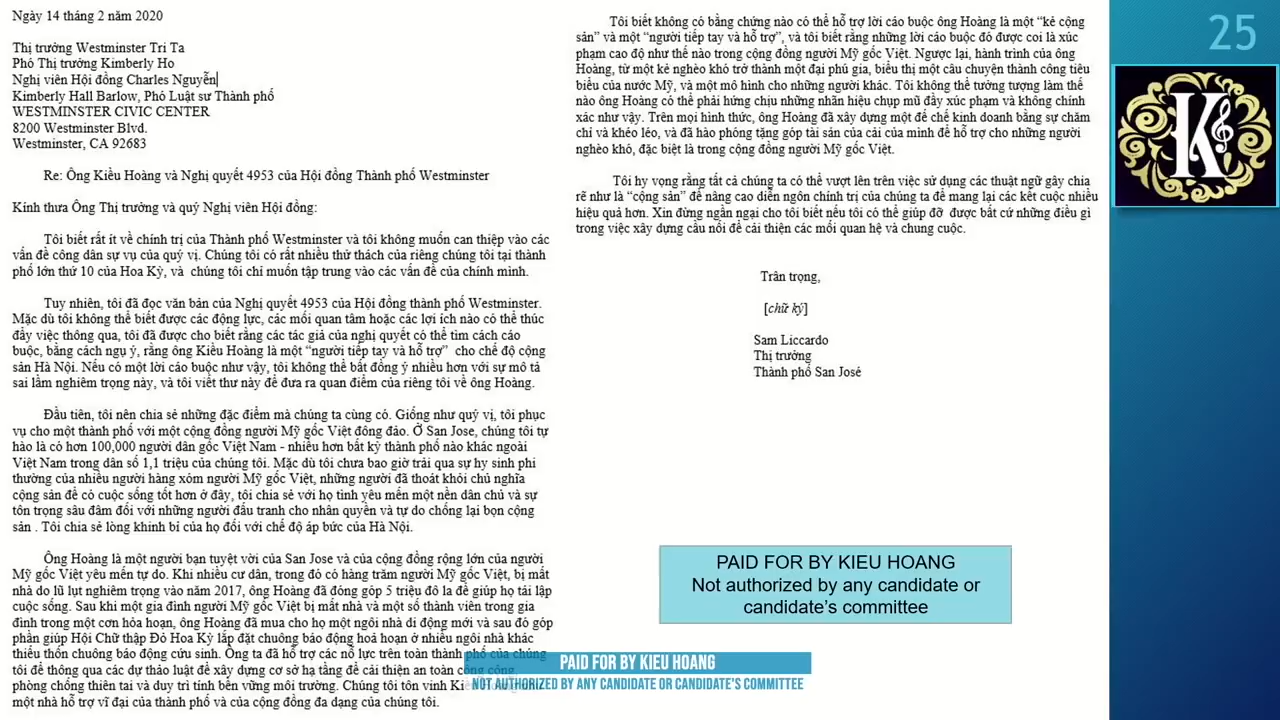 Ngày 14 tháng 2 năm 2020
Thị trưởng Westminster Tri Ta
Phó Thị trưởng Kimberly Ho
Nghị viên Hội đồng Charles Nguyễn
Kimberly Hall Barlow, Phó Luật sư Thành phố
WESTMINSTER CIVIC CENTER
8200 Westminster Blvd.
Westminster, CA 92683
Re: Ông Kiều Hoàng và Nghị quyết 4953 của Hội đồng Thành phố Westminster
Kính thưa Ông Thị trưởng và quý Nghị viên Hội đồng:
Tôi biết rất ít về chính trị của Thành phố Westminster và tôi không muốn can thiệp vào các
vấn đề công dân sự vụ của quý vị. Chúng tôi có rất nhiều thử thách của riêng chúng tôi tại thành
phố lớn thứ 10 của Hoa Kỳ, và chúng tôi chỉ muốn tập trung vào các vấn đề của chính mình.
Tuy nhiên, tôi đã đọc văn bản của Nghị quyết 4953 của Hội đồng thành phố Westminster.
Mặc dù tôi không thể biết được các động lực, các mối quan tâm hoặc các lợi ích nào có thể thúc
đẩy việc thông qua, tôi đã được cho biết rằng các tác giả của nghị quyết có thể tìm cách cáo
buộc, bằng cách ngụ ý, rằng ông Kiều Hoàng là một “người tiếp tay và hỗ trợ” cho chế độ cộng
sản Hà Nội. Nếu có một lời cáo buộc như vậy, tôi không thể bất đồng ý nhiều hơn với sự mô tả
sai lầm nghiêm trọng này, và tôi viết thư này để đưa ra quan điểm của riêng tôi về ông Hoàng.
Đầu tiên, tôi nên chia sẻ những đặc điểm mà chúng ta cùng có. Giống như quý vị, tôi phục
vụ cho một thành phố với một cộng đồng người Mỹ gốc Việt đông đảo. Ở San Jose, chúng tôi tự
hào là có hơn 100,000 người dân gốc Việt Nam - nhiều hơn bất kỳ thành phố nào khác ngoài
Việt Nam trong dân số 1,1 triệu của chúng tôi. Mặc dù tôi chưa bao giờ trải qua sự hy sinh phi
thường của nhiều người hàng xóm người Mỹ gốc Việt, những người đã thoát khỏi chủ nghĩa
cộng sản để có cuộc sống tốt hơn ở đây, tôi chia sẻ với họ tình yêu mến một nền dân chủ và sự
tôn trọng sâu đậm đối với những người đấu tranh cho nhân quyền và tự do chống lại bọn cộng
sản . Tôi chia sẻ lòng khinh bỉ của họ đối với chế độ áp bức của Hà Nội.
Ông Hoàng là một người bạn tuyệt vời của San Jose và của cộng đồng rộng lớn của người
Mỹ gốc Việt yêu mến tự do. Khi nhiều cư dân, trong đó có hàng trăm người Mỹ gốc Việt, bị mất
nhà do lũ lụt nghiêm trọng vào năm 2017, ông Hoàng đã đóng góp 5 triệu đô la để giúp họ tái lập
cuộc sống. Sau khi một gia đình người Mỹ gốc Việt bị mất nhà và một số thành viên trong gia
đình trong một cơn hỏa hoạn, ông Hoàng đã mua cho họ một ngôi nhà di động mới và sau đó góp
phần giúp Hội Chữ thập Đỏ Hoa Kỳ lắp đặt chuông báo động hoả hoạn ở nhiều ngôi nhà khác
thiếu thốn chuông báo động cứu sinh. Ông ta đã hỗ trợ các nỗ lực trên toàn thành phố của chúng
tôi để thông qua các dự thảo luật để xây dựng cơ sở hạ tầng để cải thiện an toàn công cộng,
phòng chống thiên tai và duy trì tính bền vững môi trường. Chúng tôi tôn vinh
một nhà hỗ trợ vĩ đại của thành phố và của cộng đồng đa dạng của chúng tôi.
Tôi biết không có bằng chứng nào có thể hỗ trợ lời cáo buộc ông Hoàng là một “kẻ cộng
sản” và một “người tiếp tay và hỗ trợ”, và tôi biết rằng những lời cáo buộc đó được coi là xúc
phạm cao độ như thế nào trong cộng đồng người Mỹ gốc Việt. Ngược lại, hành trình của ông
Hoàng, từ một kẻ nghèo khó trở thành một đại phú gia, biểu thị một câu chuyện thành công tiêu
biểu của nước Mỹ, và một mô hình cho những người khác. Tôi không thể tưởng tượng làm thế
nào ông Hoàng có thể phải hứng chịu những nhãn hiệu chụp mũ đầy xúc phạm và không chính
xác như vậy. Trên mọi hình thức, ông Hoàng đã xây dựng một đế chế kinh doanh bằng sự chăm
chỉ và khéo léo, và đã hào phóng tặng góp tài sản của cải của mình để hỗ trợ cho những người
nghèo khó, đặc biệt là trong cộng đồng người Mỹ gốc Việt.
Tôi hy vọng rằng tất cả chúng ta có thể vượt lên trên việc sử dụng các thuật ngữ gây chia
rẽ như là “cộng sản” để nâng cao diễn ngôn chính trị của chúng ta để mang lại các kết cuộc nhiều
hiệu quả hơn. Xin đừng ngần ngại cho tôi biết nếu tôi có thể giúp đỡ được bất cứ những điều gì
trong việc xây dựng cầu nối để cải thiện các mối quan hệ và chung cuộc.
Trân trọng,
[chữ ký]
Sam Liccardo
Thị trưởng
Thành phố San José
PAID FOR BY KIEU HOANG
Not authorized by any candidate or
candidate’s committee
PAID FOR BY KIEU HOANG
NOT AUTHORIZED BY ANY CANDIDATE OR CANDIDATE'S COMMITTEE
25
K